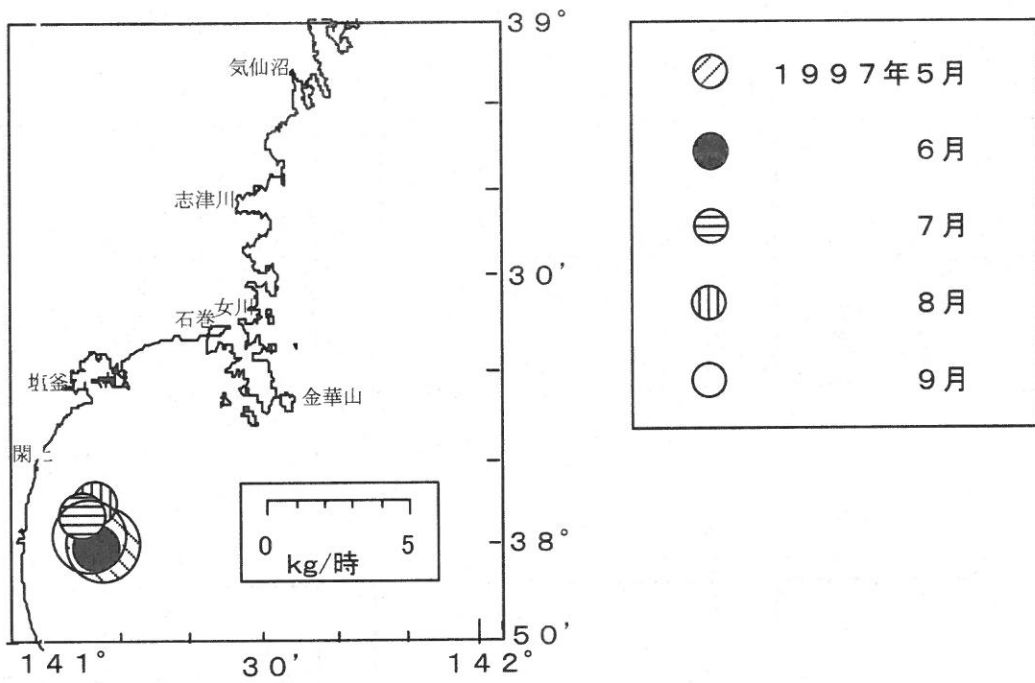 39°
気仙沼
志津川
30'
女川
石巻
塩釜
金華山
閖
0 5
kg/時
38°
50'
141° 30' 142°
1997年5月
6月
7月
8月
9月